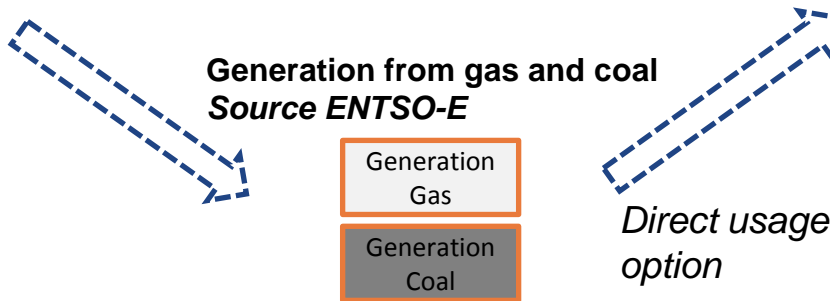 Generation from gas and coal
Source ENTSO-E
Generation
Gas
Generation
Coal
Direct usage
option